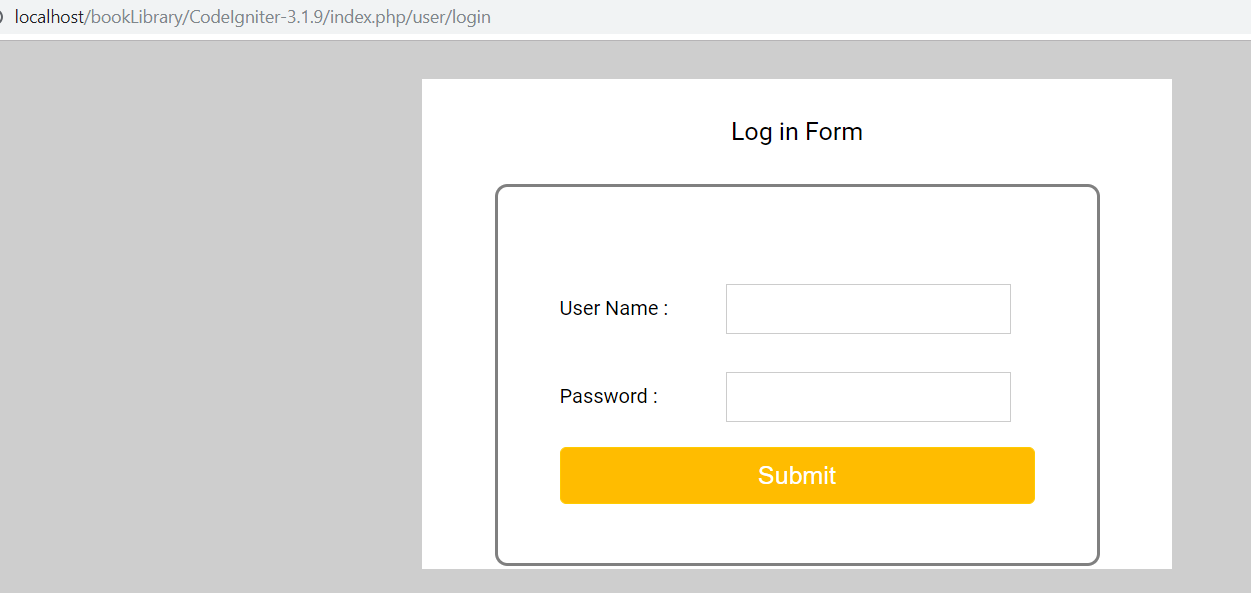 localhost/bookLibrary/CodeIgniter-3.1.9/index.php/user/login
Log in Form
User Name :
Password :
Submit